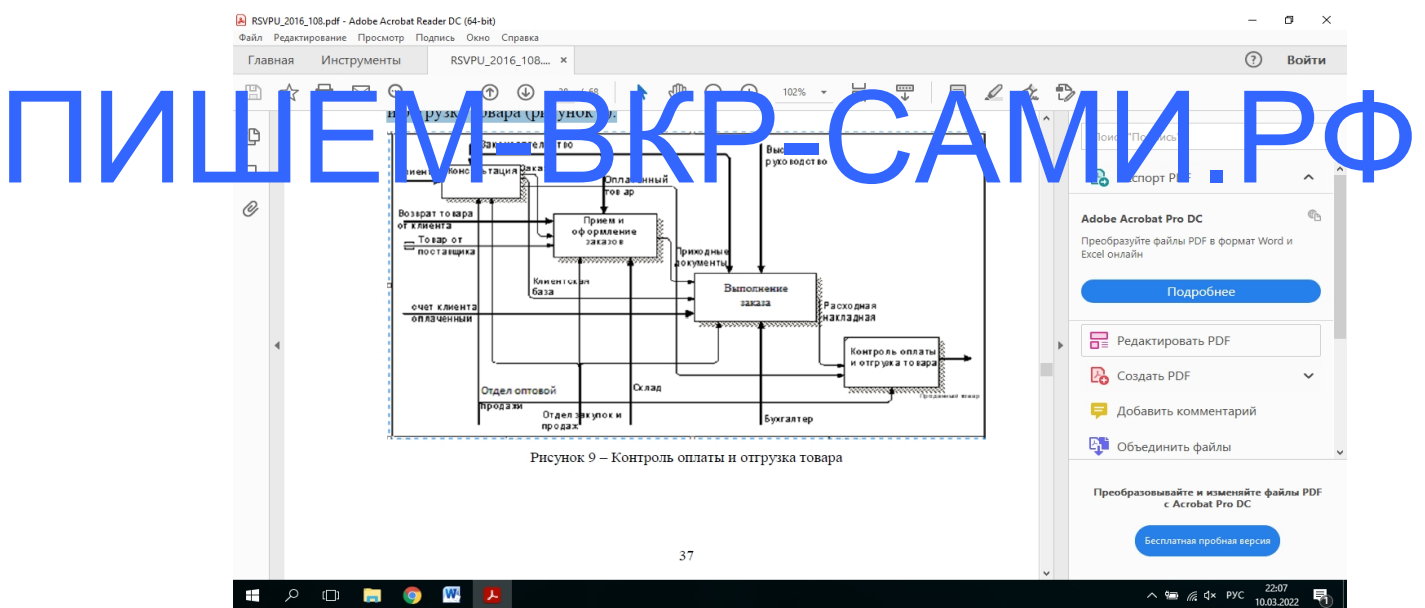 RSVPU_2016_108.pdf - Adobe Acrobat Reader DC (64-bit)
Файл Редактирование Просмотр Подпись Окно Справка
Главная Инструменты RSVPU_2016_108.... × ? Войти
102%
ПИШЕМ-ВКР-САМИ.РФ
руководство
Экспорт PDF
Консультация
Оплаченный
товар
Возврат товара
от клиента
Товар от
поставщика
Прием и
оформление
заказов
Приходные
документы
Клиентская
база
Выполнение
заказа
счет клиента
оплаченный
Расходная
накладная
Контроль оплаты
и отгрузка товара
Проданный товар
Отдел оптовой
продажи
Склад
Отдел закупок и
продаж
Бухгалтер
Рисунок 9 – Контроль оплаты и отгрузка товара
37
Adobe Acrobat Pro DC
Преобразуйте файлы PDF в формат Word и
Excel онлайн
Подробнее
Редактировать PDF
Создать PDF
Добавить комментарий
Объединить файлы
Преобразовывайте и изменяйте файлы PDF
с Acrobat Pro DC
Бесплатная пробная версия
РУС
22:07
10.03.2022